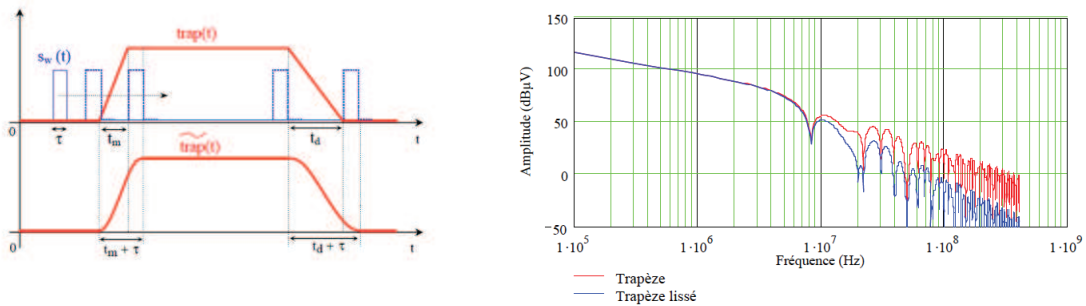 trap(t)
s_w (t)
0
τ
t_m
t_d
t
trap(t)
0
t_m + τ
t_d + τ
t
Amplitude (dBµV)
150
100
50
0
−50
1·10^5
1·10^6
1·10^7
1·10^8
1·10^9
Fréquence (Hz)
Trapèze
Trapèze lissé